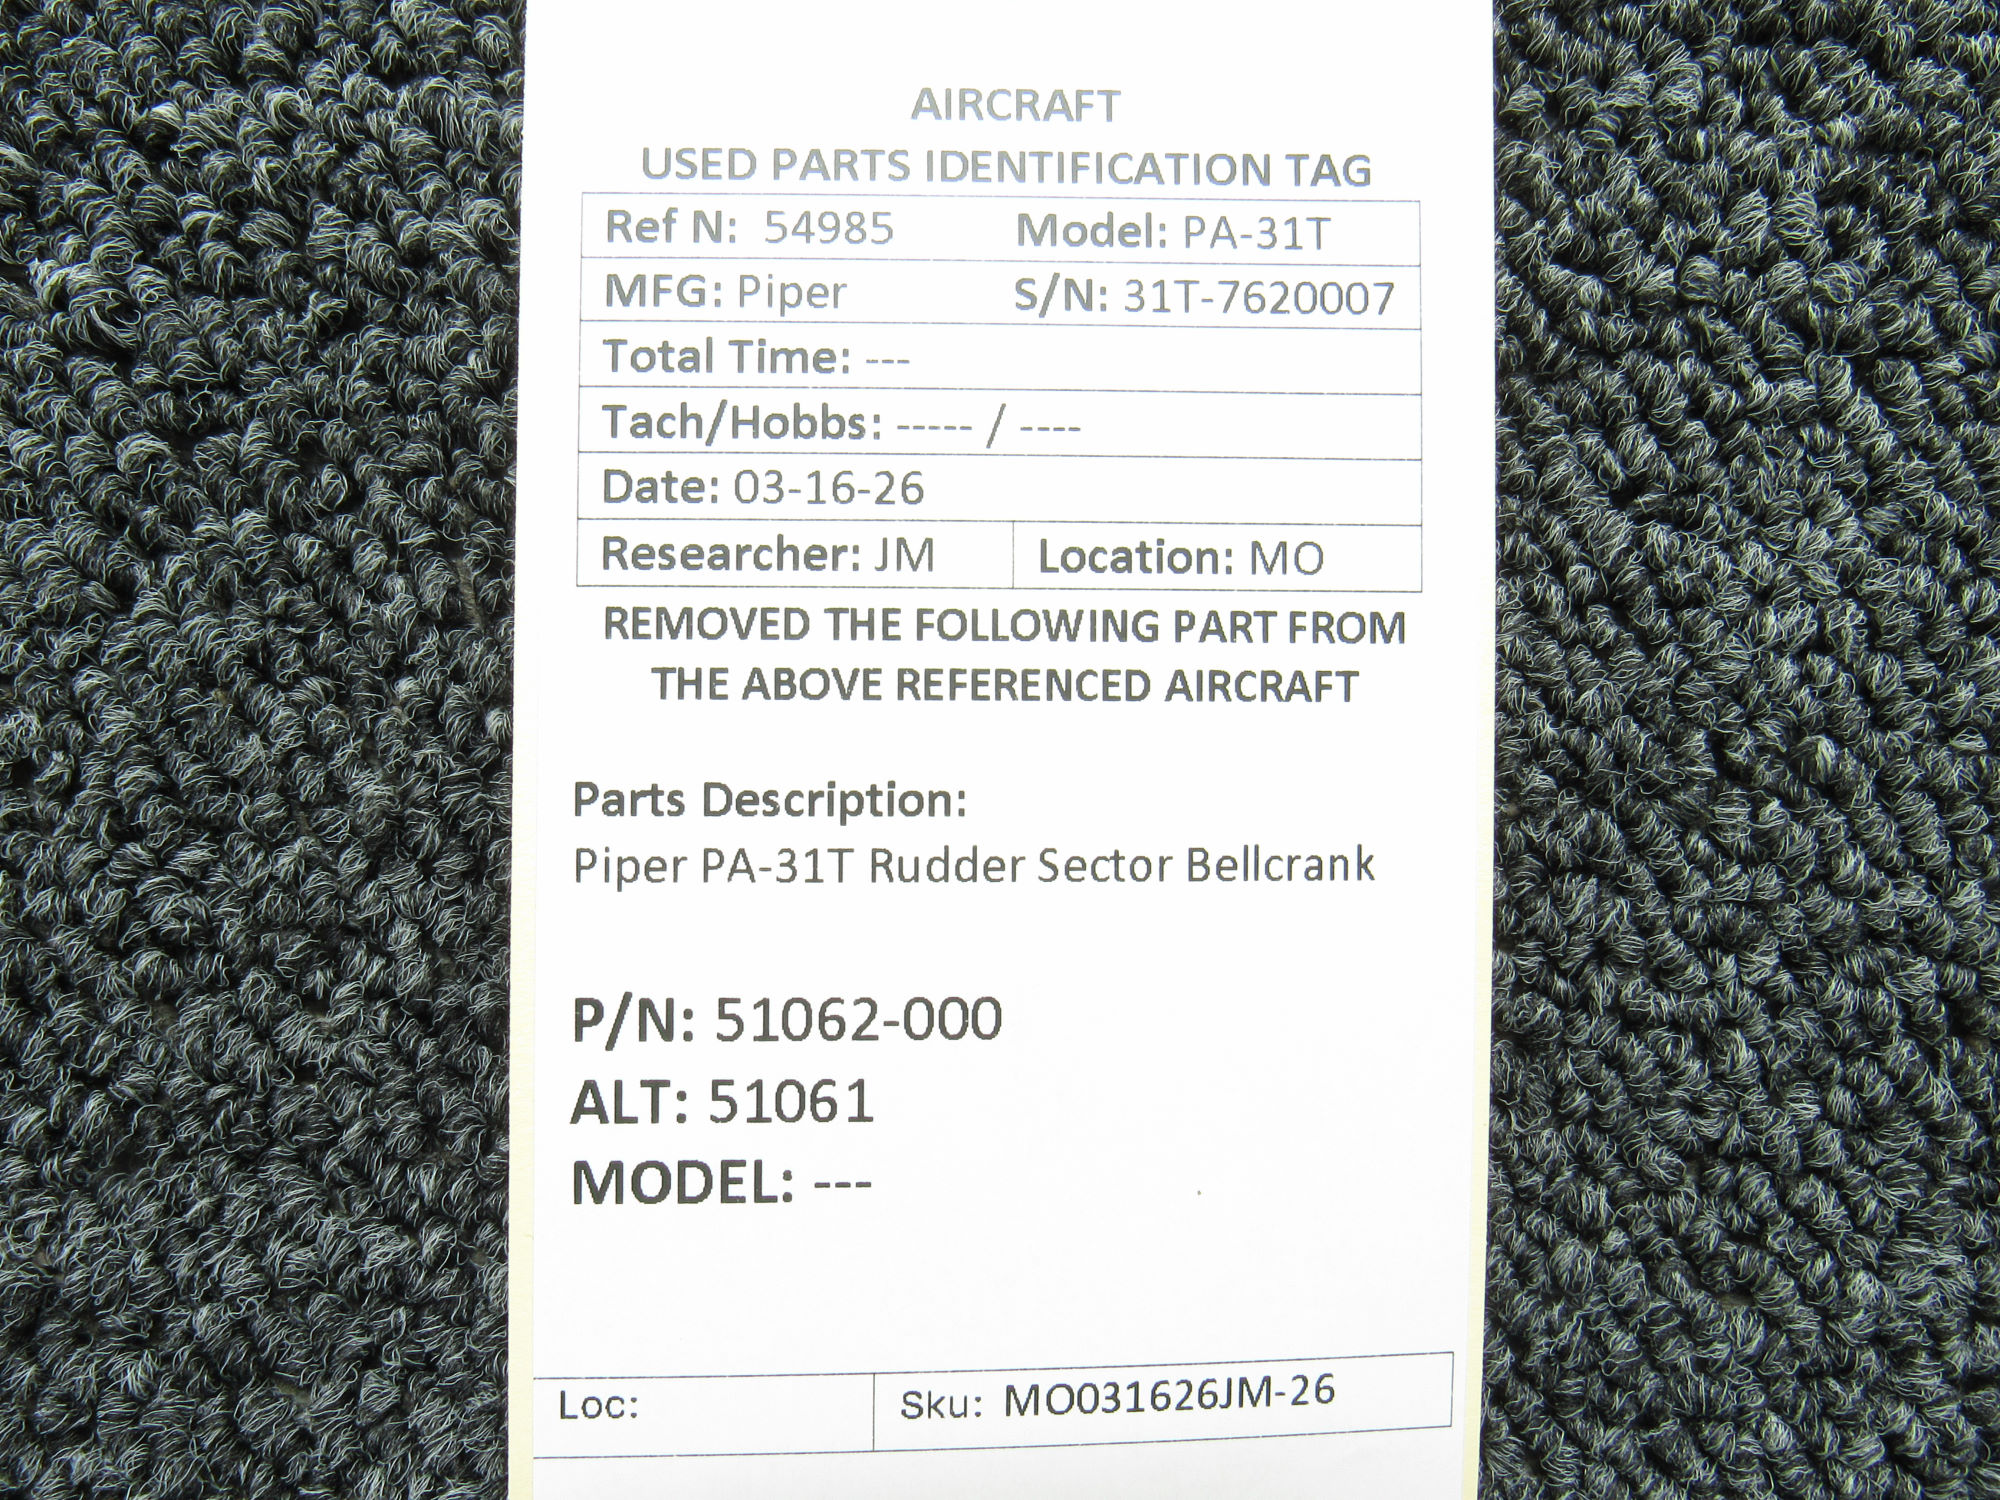 AIRCRAFT
USED PARTS IDENTIFICATION TAG
Ref N: 54985 Model: PA-31T
MFG: Piper S/N: 31T-7620007
Total Time: ---
Tach/Hobbs: ----- / ----
Date: 03-16-26
Researcher: JM Location: MO
REMOVED THE FOLLOWING PART FROM
THE ABOVE REFERENCED AIRCRAFT
Parts Description:
Piper PA-31T Rudder Sector Bellcrank
P/N: 51062-000
ALT: 51061
MODEL: ---
Loc: Sku: MO031626JM-26